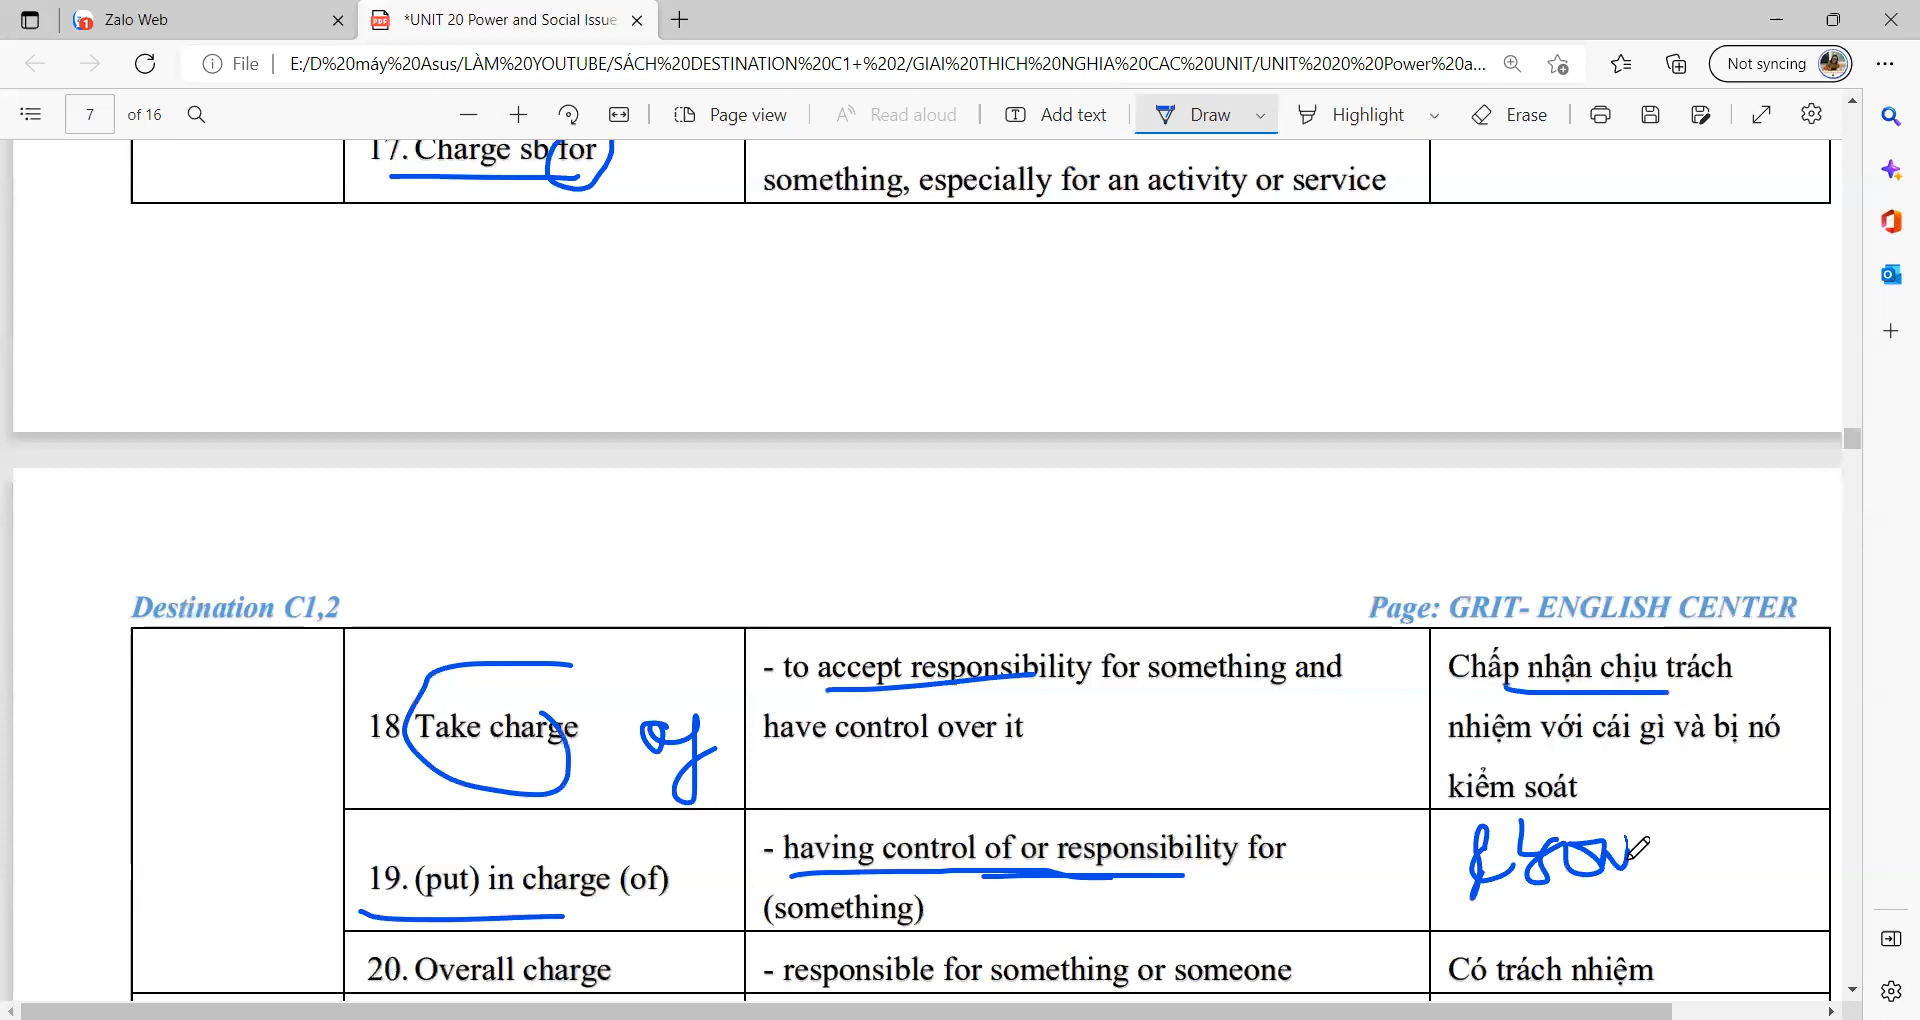 Zalo Web
*UNIT 20 Power and Social Issue
File
E:/D%20máy%20Asus/LÀM%20YOUTUBE/SÁCH%20DESTINATION%20C1+%202/GIAI%20THICH%20NGHIA%20CAC%20UNIT/UNIT%2020%20Power%20a...
Not syncing
7 of 16
Page view
Read aloud
Add text
Draw
Highlight
Erase
17. Charge sb for
something, especially for an activity or service
Destination C1,2
Page: GRIT- ENGLISH CENTER
18. Take charge of
- to accept responsibility for something and
have control over it
Chấp nhận chịu trách
nhiệm với cái gì và bị nó
kiểm soát
19. (put) in charge (of)
- having control of or responsibility for
(something)
20. Overall charge
- responsible for something or someone
Có trách nhiệm